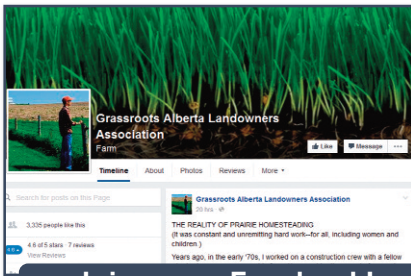 Grassroots Alberta Landowners
Association
Farm
Like
Message
Timeline About Photos Reviews More
Search for posts on this Page
3,335 people like this
4.6 of 5 stars · 7 reviews
View Reviews
Grassroots Alberta Landowners Association
20 hrs
THE REALITY OF PRAIRIE HOMESTEADING
(It was constant and unremitting hard work--for all, including women and
children.)
Years ago, in the early '70s, I worked on a construction crew with a fellow